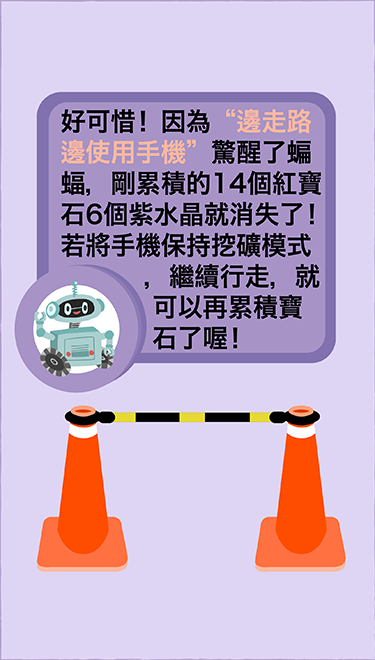 好可惜！因為“邊走路
邊使用手機”驚醒了蝙
蝠，剛累積的14個紅寶
石6個紫水晶就消失了！
若將手機保持挖礦模式
，繼續行走，就
可以再累積寶
石了喔！